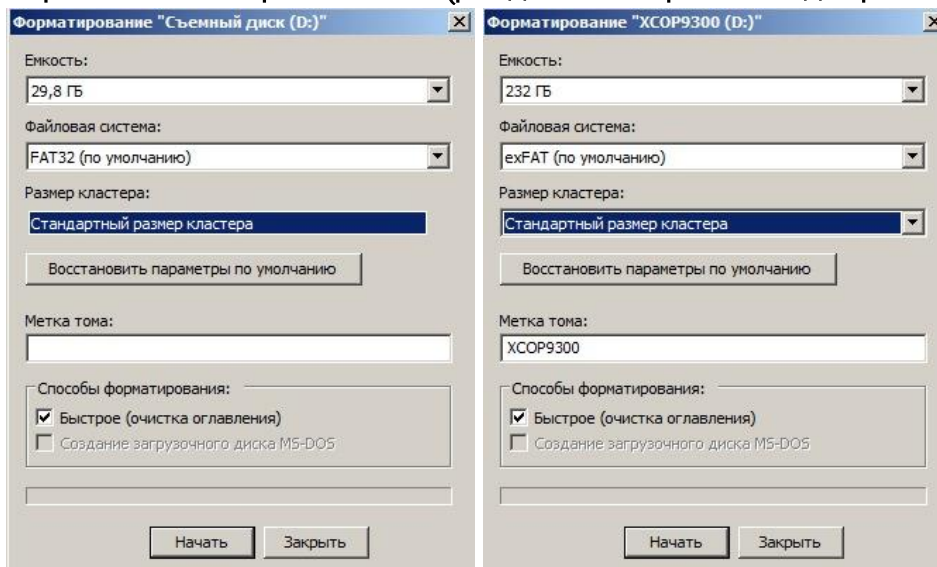 Форматирование "Съемный диск (D:)"
Емкость:
29,8 ГБ
Файловая система:
FAT32 (по умолчанию)
Размер кластера:
Стандартный размер кластера
Восстановить параметры по умолчанию
Метка тома:
Способы форматирования:
Быстрое (очистка оглавления)
Создание загрузочного диска MS-DOS
Начать
Закрыть
Форматирование "XCOP9300 (D:)"
Емкость:
232 ГБ
Файловая система:
exFAT (по умолчанию)
Размер кластера:
Стандартный размер кластера
Восстановить параметры по умолчанию
Метка тома:
XCOP9300
Способы форматирования:
Быстрое (очистка оглавления)
Создание загрузочного диска MS-DOS
Начать
Закрыть